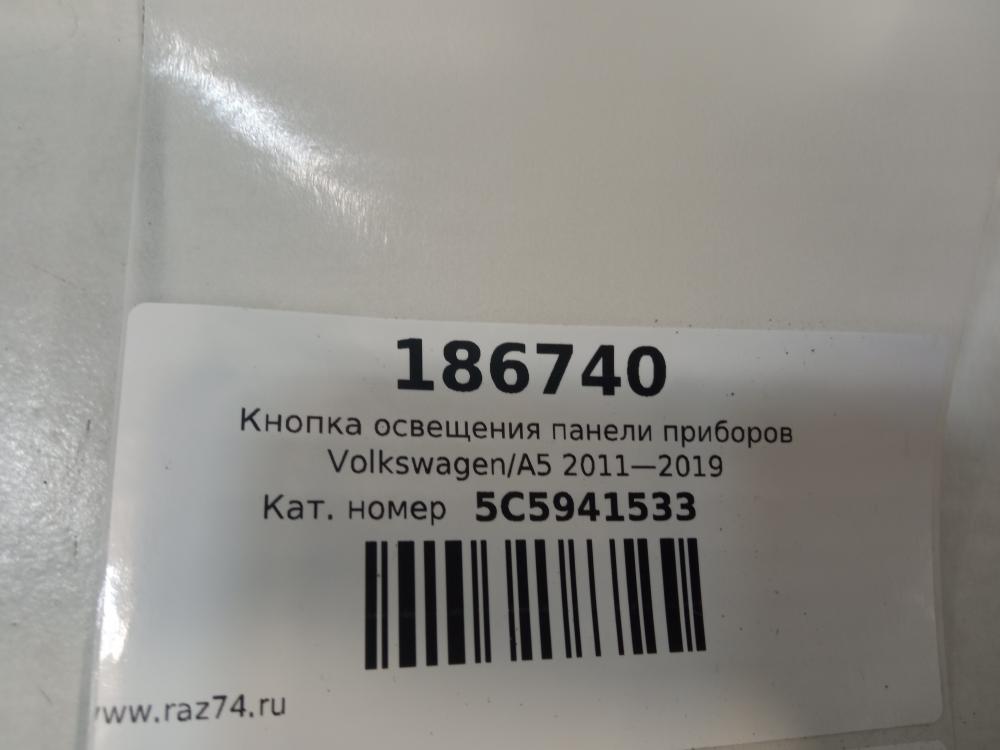 186740
Кнопка освещения панели приборов
Volkswagen/A5 2011—2019
Кат. номер 5C5941533
www.raz74.ru